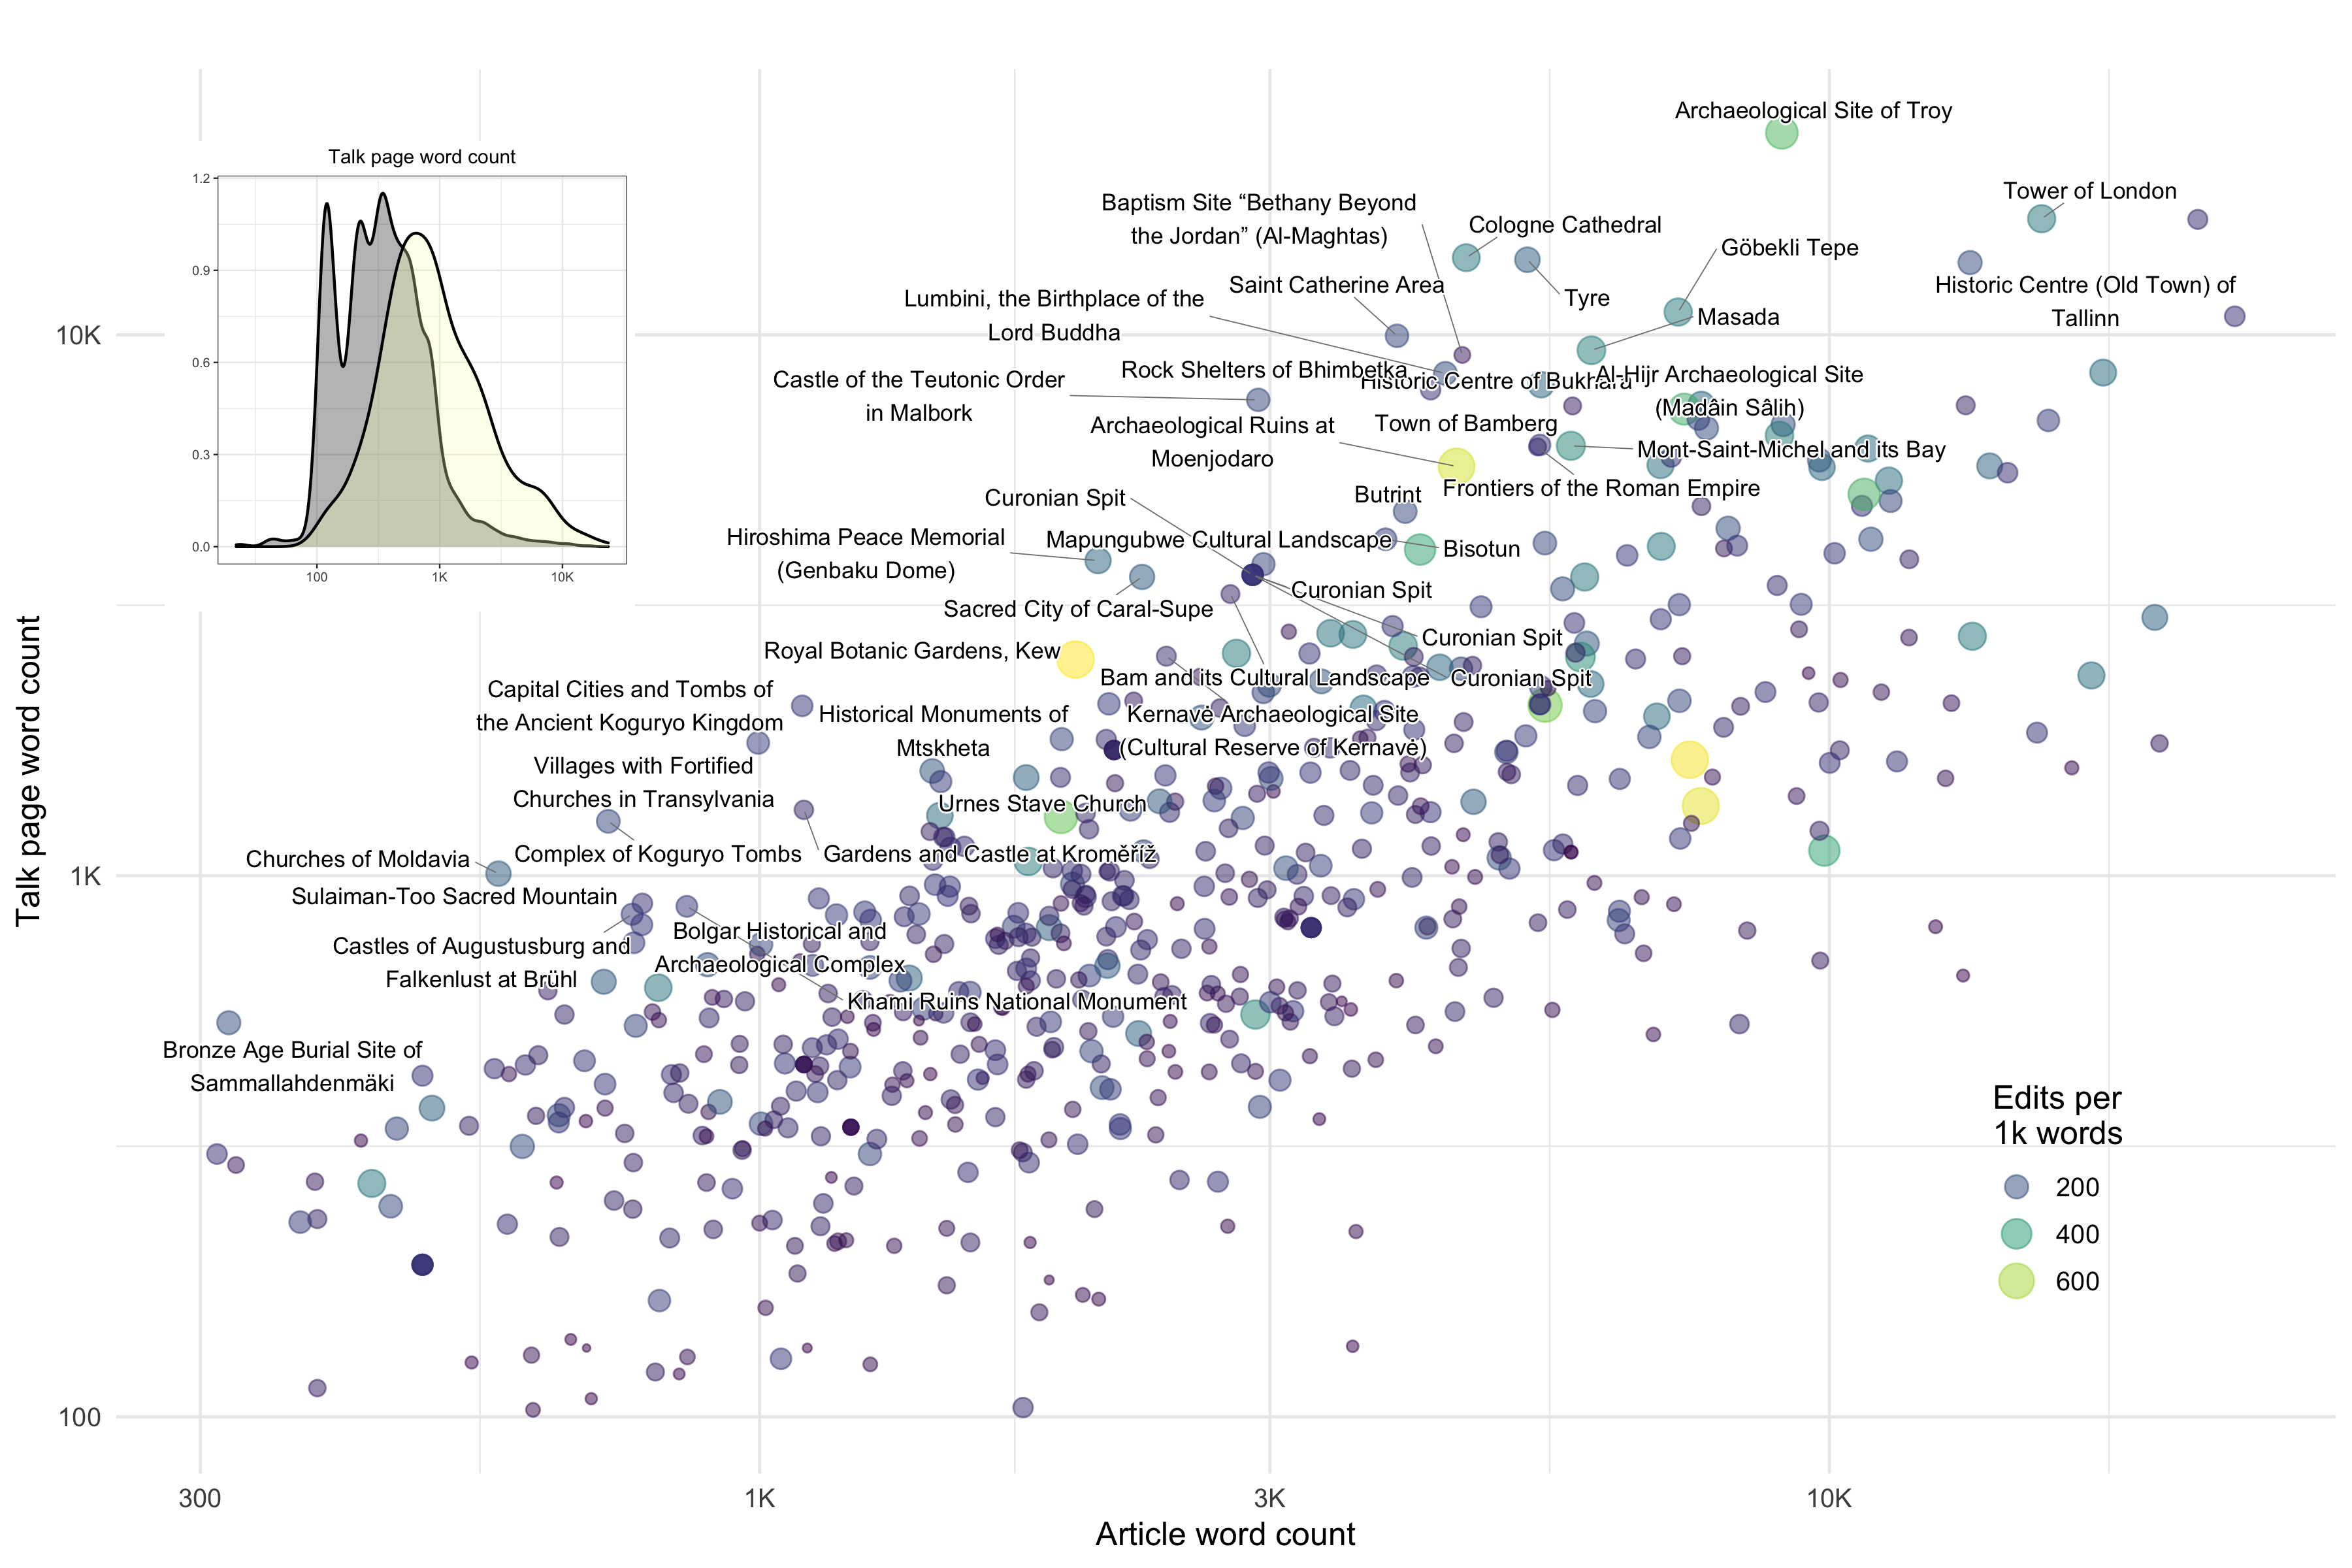 Archaeological Site of Troy
Talk page word count
1.2
0.9
0.6
0.3
0.0
100
1K
10K
Tower of London
Baptism Site “Bethany Beyond
the Jordan” (Al-Maghtas)
Cologne Cathedral
Göbekli Tepe
Saint Catherine Area
Tyre
Historic Centre (Old Town) of
Tallinn
Lumbini, the Birthplace of the
Lord Buddha
Masada
Rock Shelters of Bhimbetka
Historic Centre of Bukhara
Al-Hijr Archaeological Site
(Madâin Sâlih)
Castle of the Teutonic Order
in Malbork
Archaeological Ruins at
Moenjodaro
Town of Bamberg
Mont-Saint-Michel and its Bay
Curonian Spit
Butrint
Frontiers of the Roman Empire
Hiroshima Peace Memorial
(Genbaku Dome)
Mapungubwe Cultural Landscape
Bisotun
Curonian Spit
Sacred City of Caral-Supe
Curonian Spit
Royal Botanic Gardens, Kew
Bam and its Cultural Landscape
Curonian Spit
Capital Cities and Tombs of
the Ancient Koguryo Kingdom
Historical Monuments of
Mtskheta
Kernavė Archaeological Site
(Cultural Reserve of Kernavė)
Villages with Fortified
Churches in Transylvania
Urnes Stave Church
Churches of Moldavia
Complex of Koguryo Tombs
Gardens and Castle at Kroměříž
Sulaiman-Too Sacred Mountain
Castles of Augustusburg and
Falkenlust at Brühl
Bolgar Historical and
Archaeological Complex
Khami Ruins National Monument
Bronze Age Burial Site of
Sammallahdenmäki
Edits per
1k words
200
400
600
10K
1K
100
Talk page word count
300
1K
3K
10K
Article word count